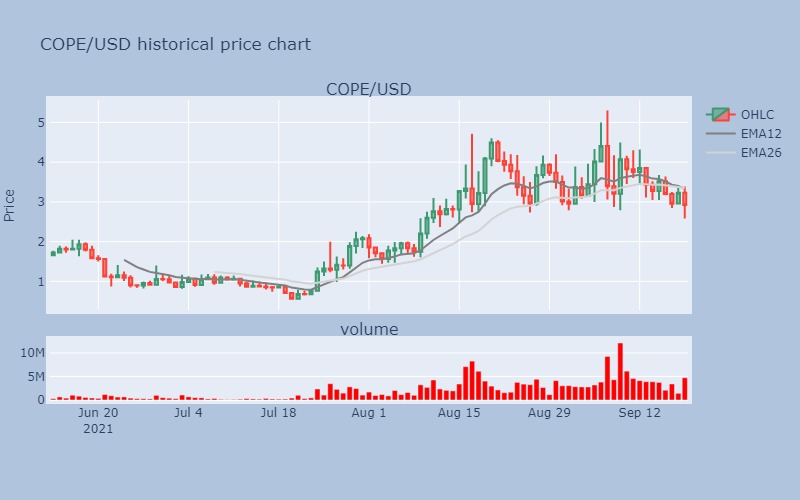 COPE/USD historical price chart
COPE/USD
5
4
3
2
1
Price
OHLC
EMA12
EMA26
volume
10M
5M
0
Jun 20
2021
Jul 4
Jul 18
Aug 1
Aug 15
Aug 29
Sep 12